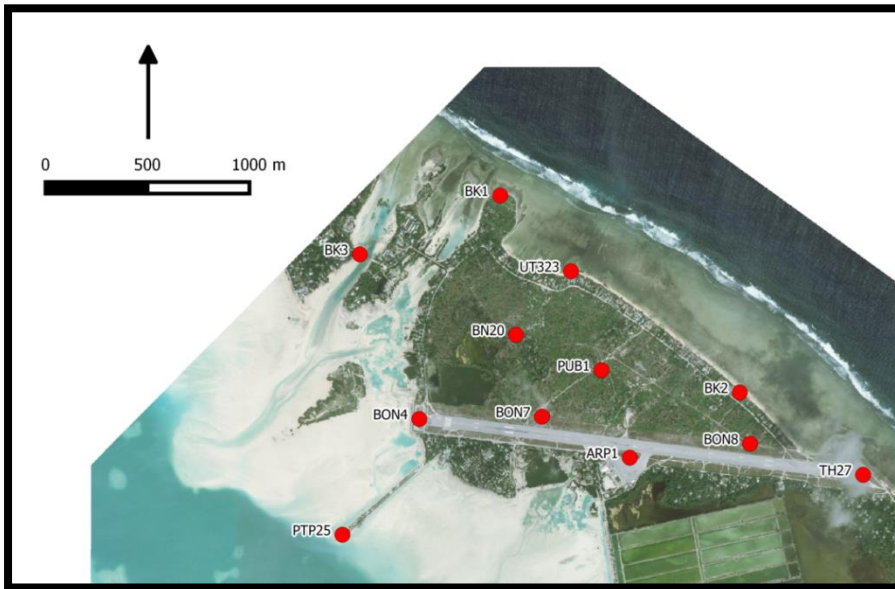 0 500 1000 m
BK1
BK3
UT323
BN20
PUB1
BK2
BON4
BON7
BON8
ARP1
TH27
PTP25